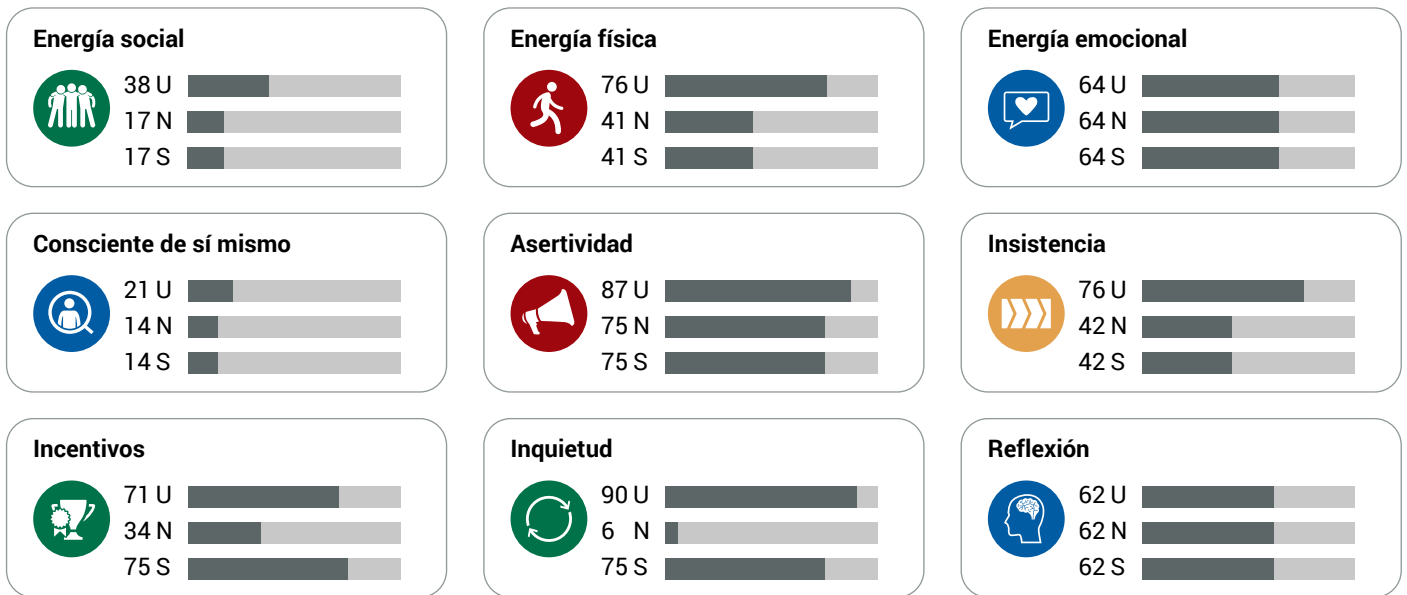 Energía social
38 U
17 N
17 S
Energía física
76 U
41 N
41 S
Energía emocional
64 U
64 N
64 S
Consciente de sí mismo
21 U
14 N
14 S
Asertividad
87 U
75 N
75 S
Insistencia
76 U
42 N
42 S
Incentivos
71 U
34 N
75 S
Inquietud
90 U
6 N
75 S
Reflexión
62 U
62 N
62 S